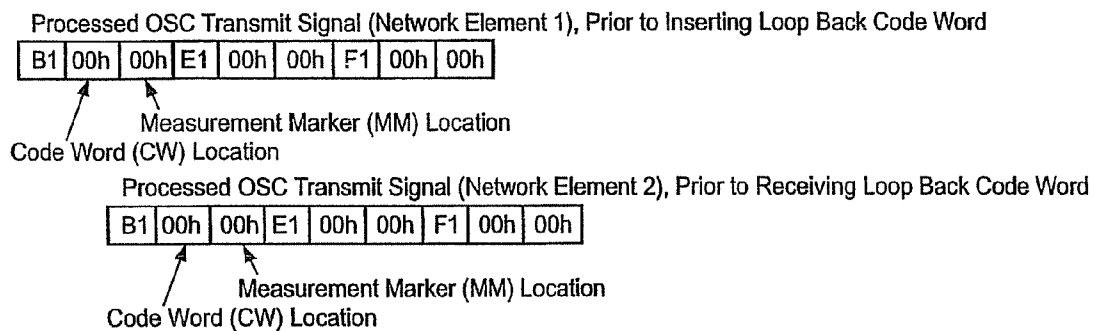 Processed OSC Transmit Signal (Network Element 1), Prior to Inserting Loop Back Code Word
B1 00h 00h E1 00h 00h F1 00h 00h
Measurement Marker (MM) Location
Code Word (CW) Location
Processed OSC Transmit Signal (Network Element 2), Prior to Receiving Loop Back Code Word
B1 00h 00h E1 00h 00h F1 00h 00h
Measurement Marker (MM) Location
Code Word (CW) Location